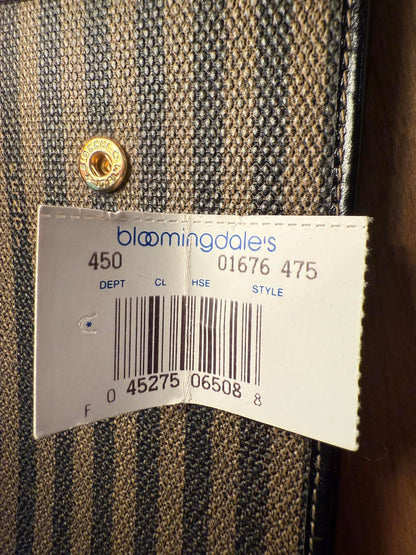 bloomingdale's
450 01676 475
DEPT CL HSE STYLE
0 45275 06508 8
F